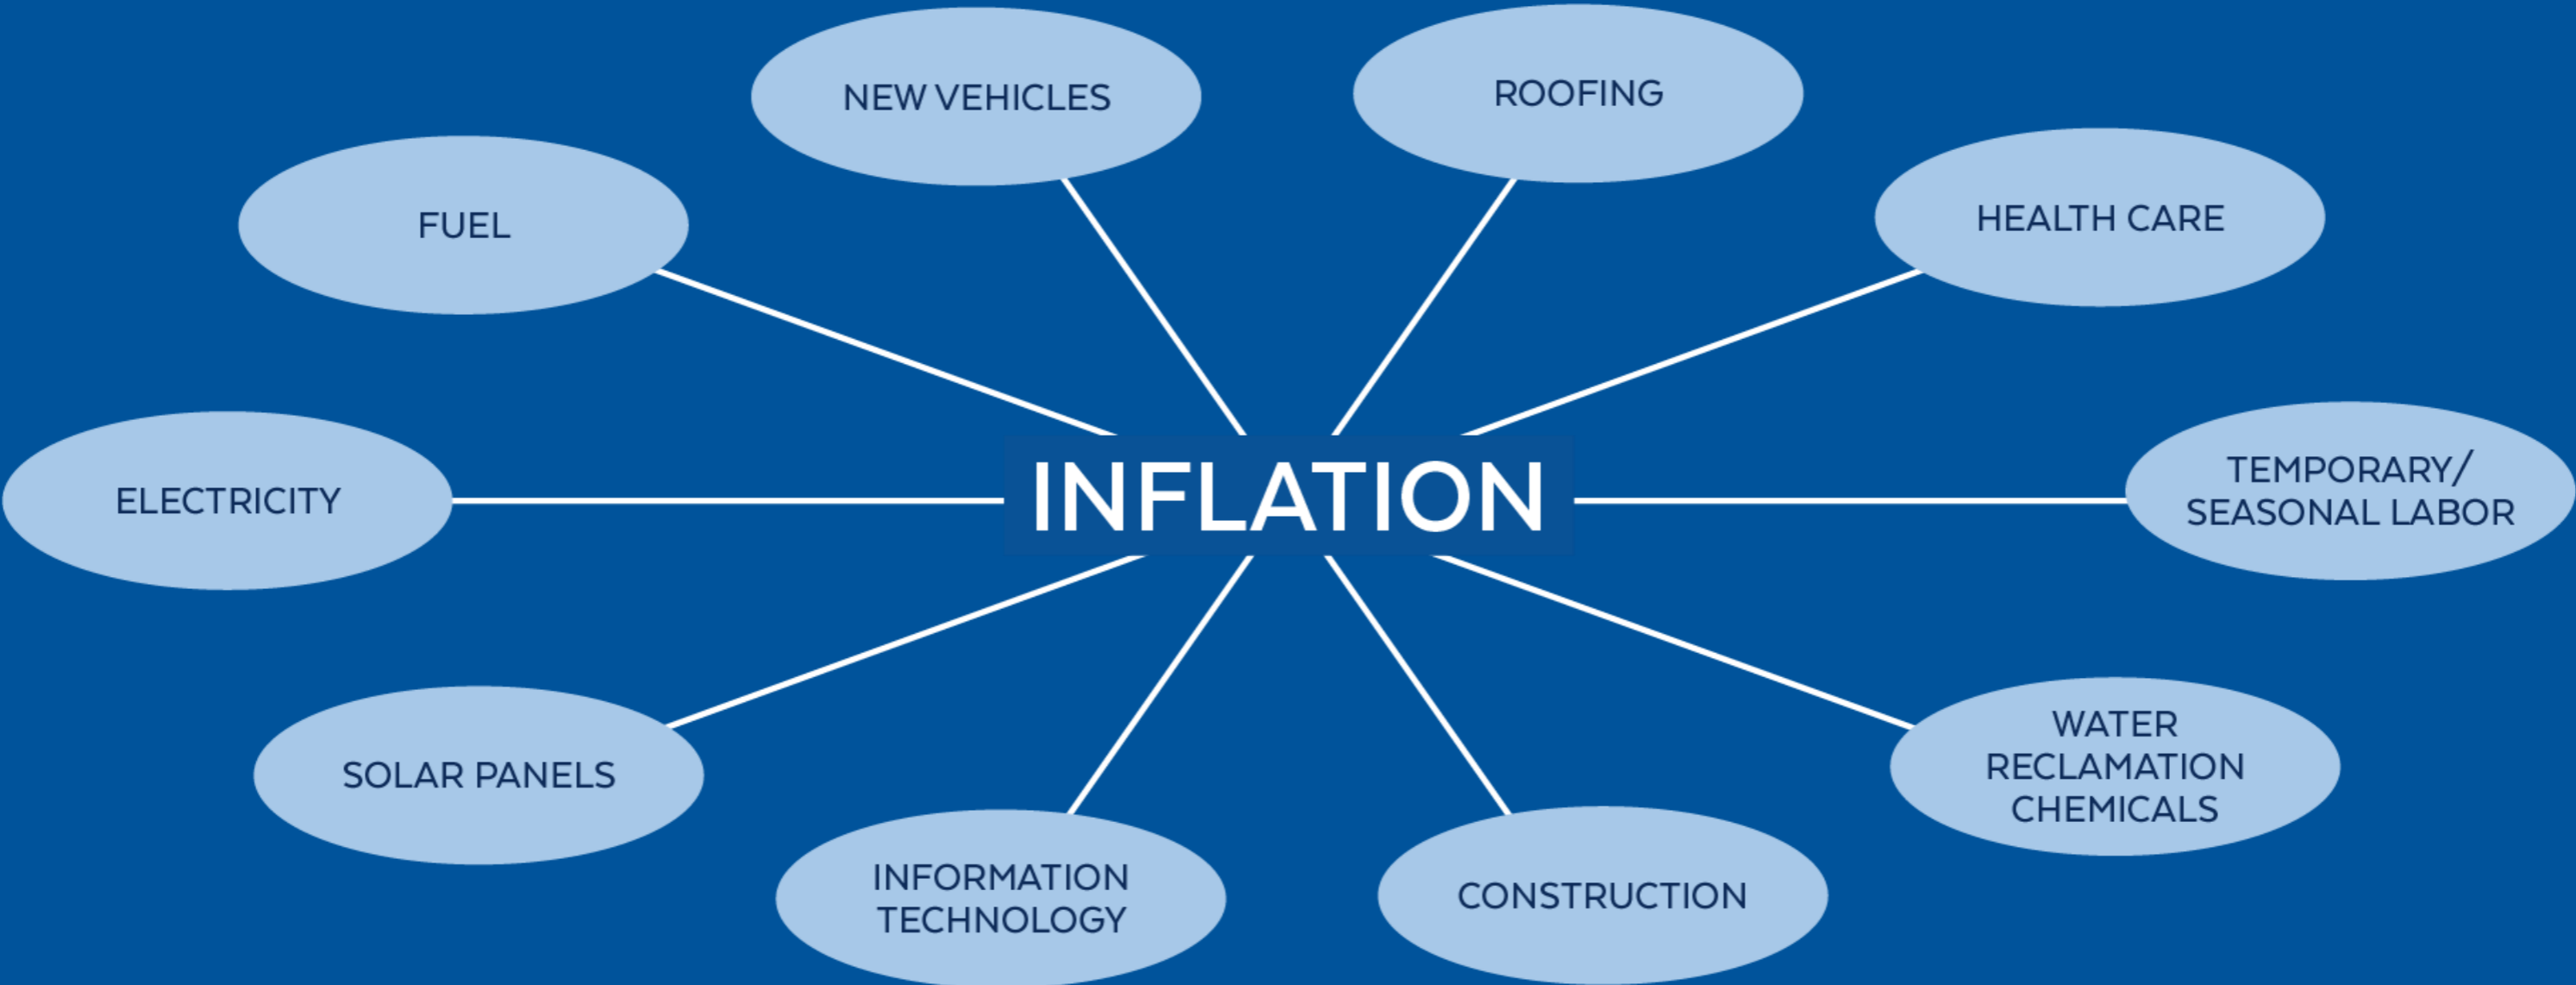 NEW VEHICLES
ROOFING
FUEL
HEALTH CARE
INFLATION
ELECTRICITY
TEMPORARY/
SEASONAL LABOR
SOLAR PANELS
WATER
RECLAMATION
CHEMICALS
INFORMATION
TECHNOLOGY
CONSTRUCTION